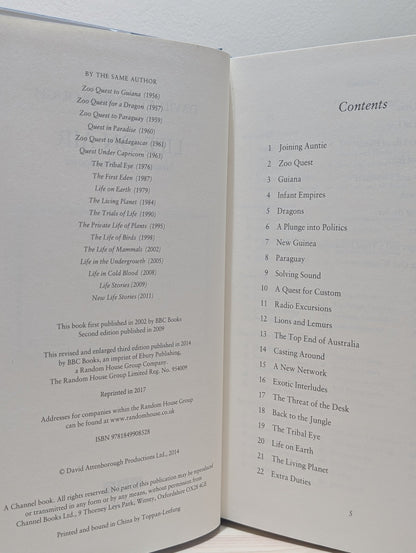 BY THE SAME AUTHOR
Zoo Quest to Guiana (1956)
Zoo Quest for a Dragon (1957)
Zoo Quest to Paraguay (1959)
Quest in Paradise (1960)
Zoo Quest to Madagascar (1961)
Quest Under Capricorn (1963)
The Tribal Eye (1976)
The First Eden (1987)
Life on Earth (1979)
The Living Planet (1984)
The Trials of Life (1990)
The Private Life of Plants (1995)
The Life of Birds (1998)
The Life of Mammals (2002)
Life in the Undergrowth (2005)
Life in Cold Blood (2008)
Life Stories (2009)
New Life Stories (2011)
This book first published in 2002 by BBC Books
Second edition published in 2009
This revised and enlarged third edition published in 2014
by BBC Books, an imprint of Ebury Publishing,
a Random House Group Company.
The Random House Group Limited Reg. No. 954009
Reprinted in 2017
Addresses for companies within the Random House Group
can be found at www.randomhouse.co.uk
ISBN 9781849908528
© David Attenborough Productions Ltd., 2014
A Channel book. All rights reserved. No part of this publication may be reproduced
or transmitted in any form or by any means, without permission from
Channel Books Ltd., 9 Thorney Leys Park, Witney, Oxfordshire OX28 4GE
Printed and bound in China by Toppan-Leefung
Contents
1 Joining Auntie
2 Zoo Quest
3 Guiana
4 Infant Empires
5 Dragons
6 A Plunge into Politics
7 New Guinea
8 Paraguay
9 Solving Sound
10 A Quest for Custom
11 Radio Excursions
12 Lions and Lemurs
13 The Top End of Australia
14 Casting Around
15 A New Network
16 Exotic Interludes
17 The Threat of the Desk
18 Back to the Jungle
19 The Tribal Eye
20 Life on Earth
21 The Living Planet
22 Extra Duties
5